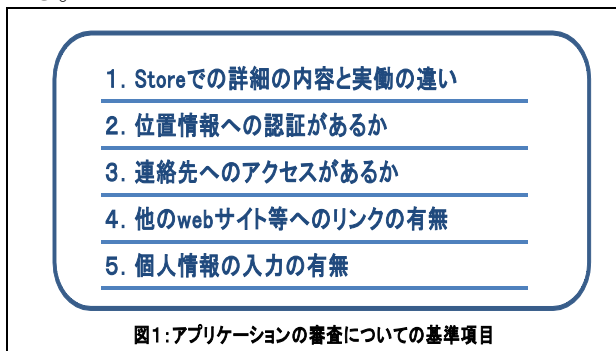 1. Storeでの詳細の内容と実働の違い
2. 位置情報への認証があるか
3. 連絡先へのアクセスがあるか
4. 他のwebサイト等へのリンクの有無
5. 個人情報の入力の有無
図1:アプリケーションの審査についての基準項目